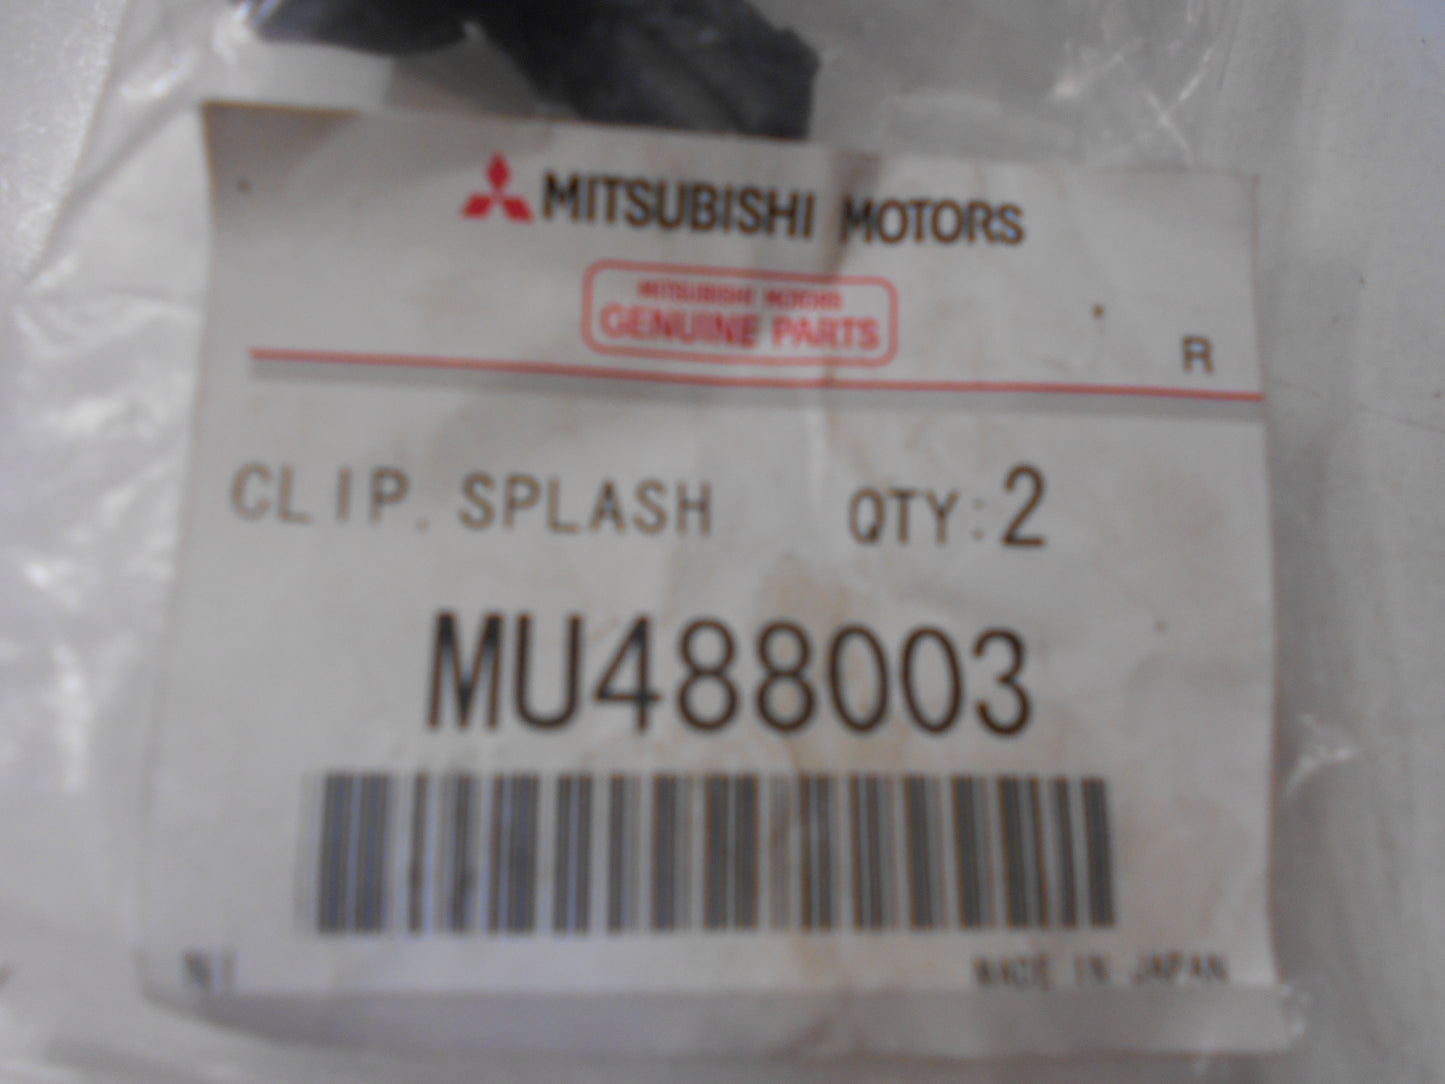 MITSUBISHI MOTORS
MITSUBISHI MOTORS
GENUINE PARTS
R
CLIP. SPLASH QTY:2
MU488003
MADE IN JAPAN